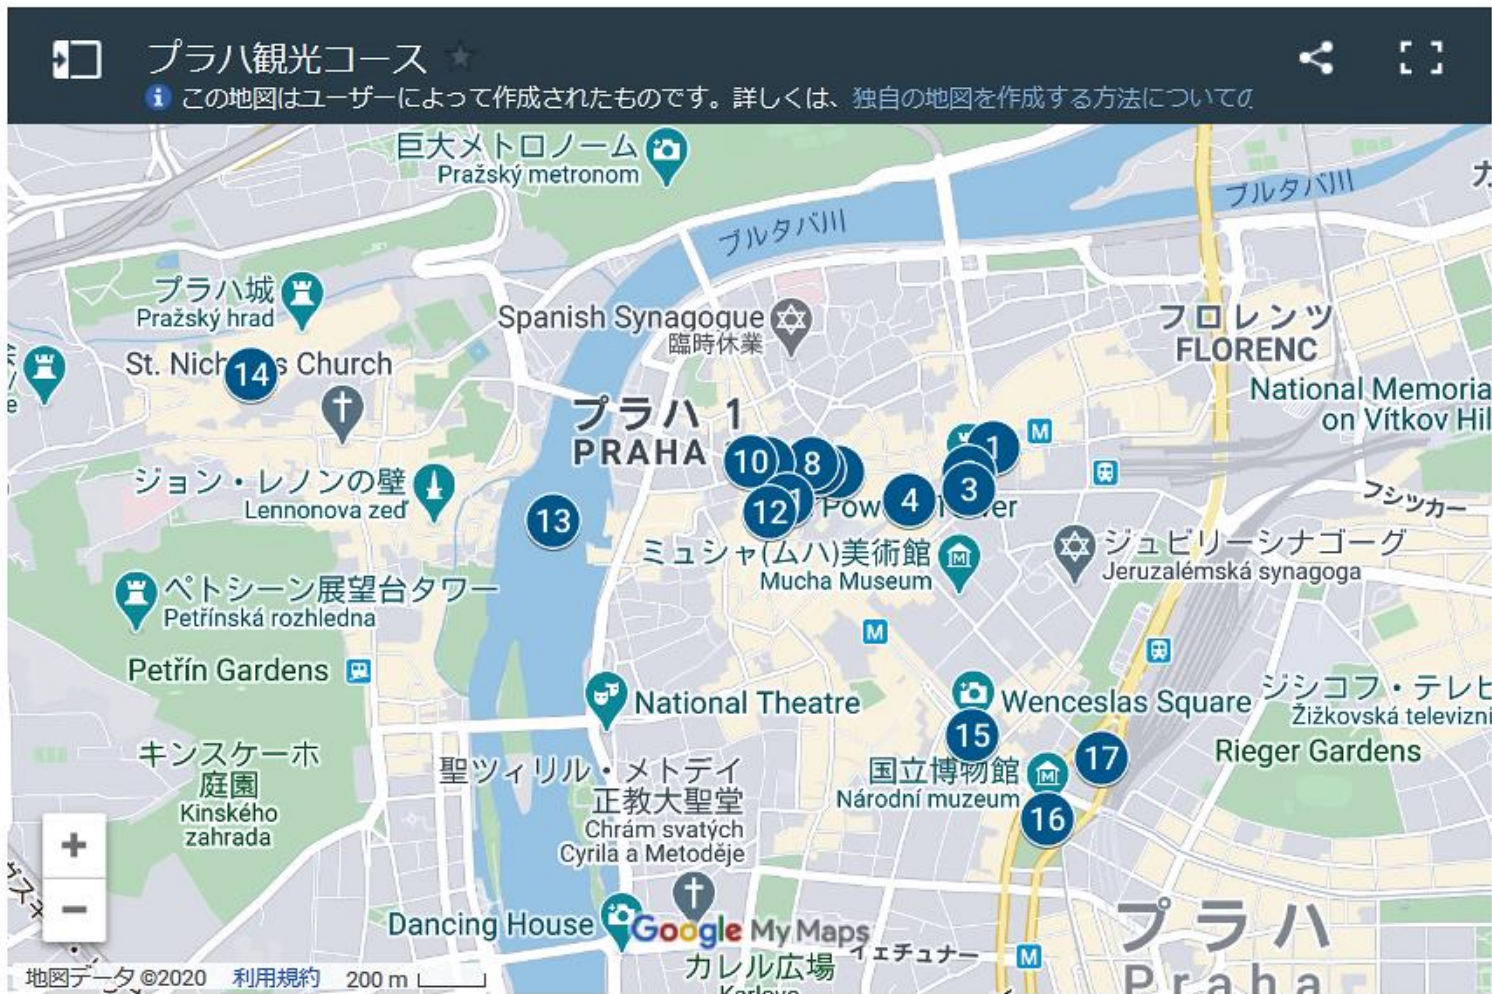 プラハ観光コース
この地図はユーザーによって作成されたものです。詳しくは、独自の地図を作成する方法についての
巨大メトロノーム
Pražský metronom
カ
ブルタバ川
ブルタバ川
プラハ城
Pražský hrad
Spanish Synagogue
臨時休業
フロレンツ
FLORENC
St. Nich
s Church
14
e
National Memoria
on Vítkov Hil
プラハ 1
PRAHA
M
1
10
8
3
4
12
1
Pow
er
13
フシツカー
ジョン・レノンの壁
Lennonova zeď
ミュシャ(ムハ)美術館
Mucha Museum
ジュビリーシナゴーグ
Jeruzalémská synagoga
ペトシーン展望台タワー
Petřínská rozhledna
M
Petřín Gardens
National Theatre
Wenceslas Square
ジシコフ・テレビ
Žižkovská televizni
15
17
Rieger Gardens
キンスケーホ
庭園
Kinského
zahrada
聖ツィリル・メトデイ
正教大聖堂
Chrám svatých
Cyrila a Metoděje
国立博物館
Národní muzeum
16
+
−
Dancing House
Google My Maps
イェチュナー
M
プラハ
Praha
カレル広場
地図データ ©2020 利用規約 200 m